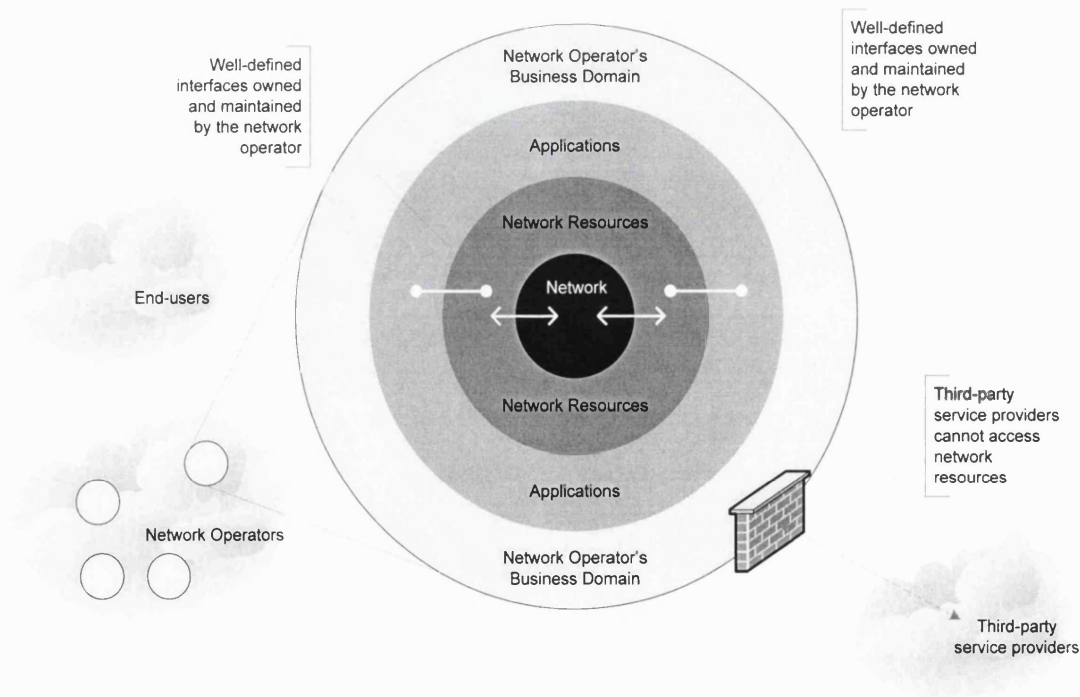 Well-defined
interfaces owned
and maintained
by the network
operator
Network Operator's
Business Domain
Well-defined
interfaces owned
and maintained
by the network
operator
Applications
Network Resources
Network
End-users
Network Resources
Third-party
service providers
cannot access
network
resources
Applications
Network Operators
Network Operator's
Business Domain
Third-party
service providers